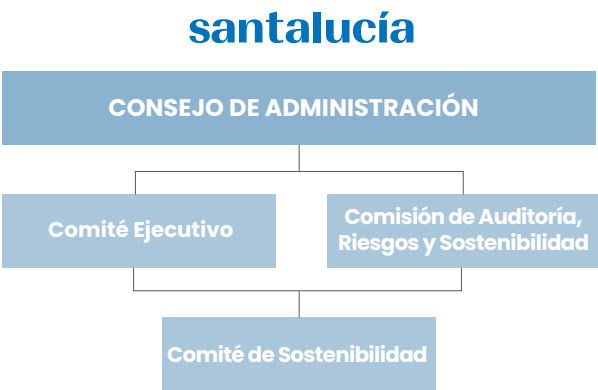 santalucía
CONSEJO DE ADMINISTRACIÓN
Comité Ejecutivo
Comisión de Auditoría,
Riesgos y Sostenibilidad
Comité de Sostenibilidad